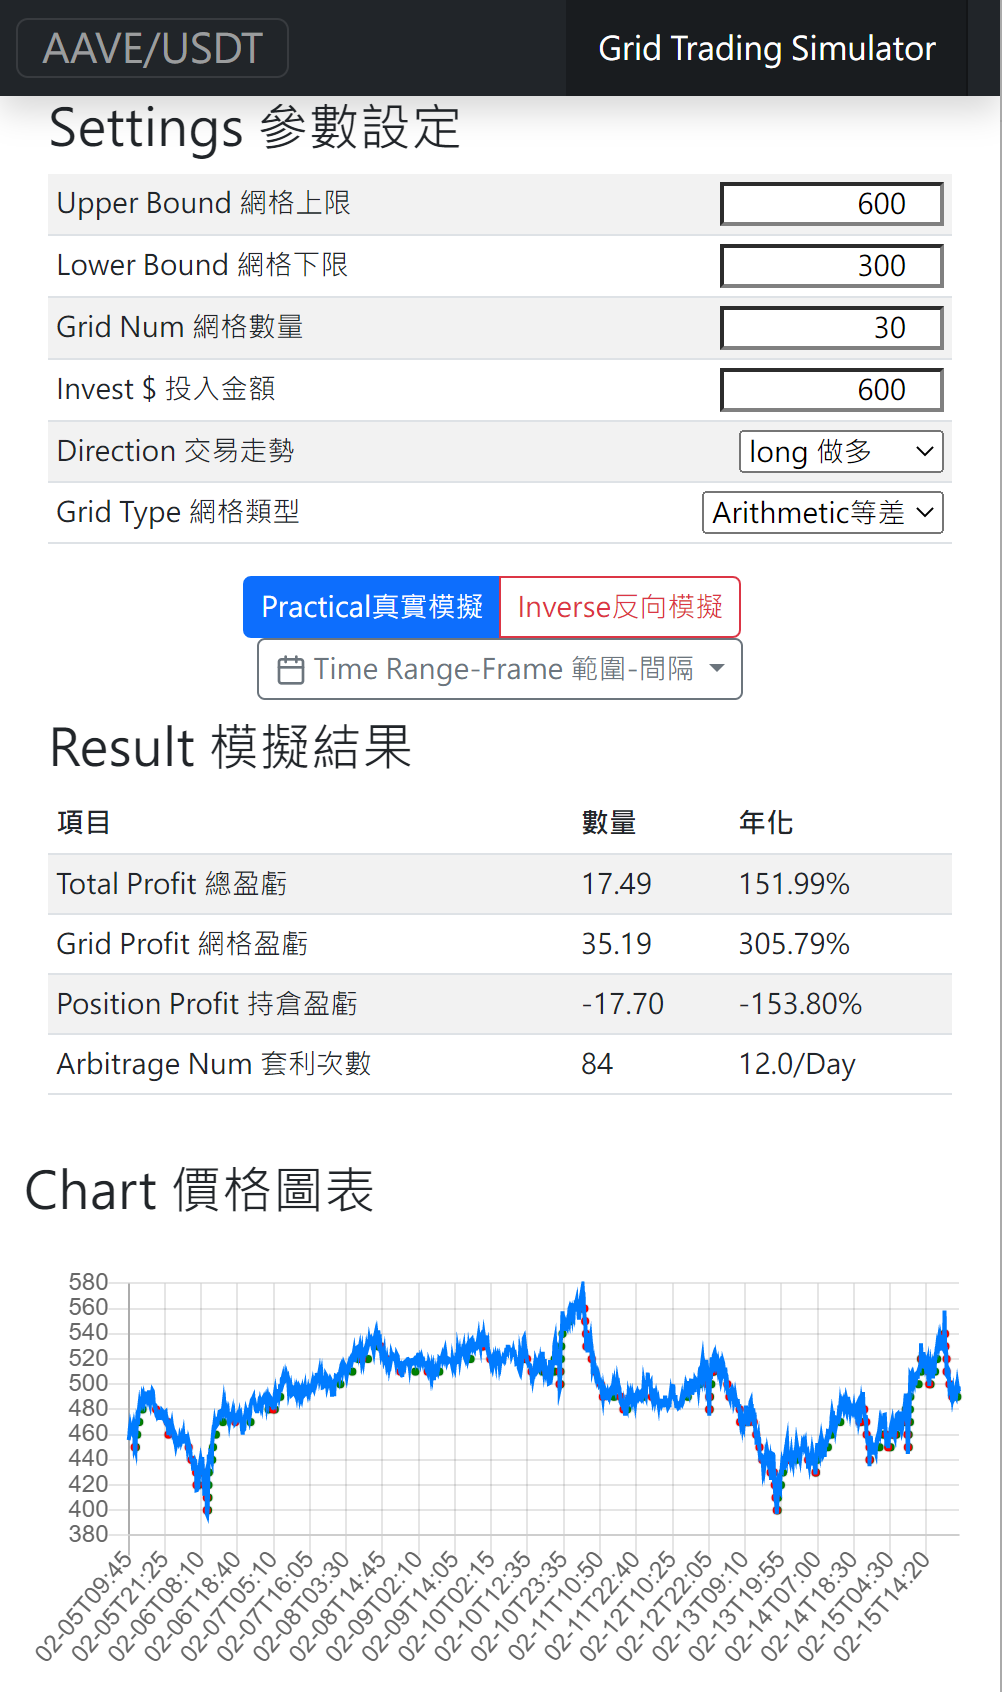 AAVE/USDT
Grid Trading Simulator
Settings 參數設定
Upper Bound 網格上限 600
Lower Bound 網格下限 300
Grid Num 網格數量 30
Invest $ 投入金額 600
Direction 交易走勢 long 做多
Grid Type 網格類型 Arithmetic等差
Practical真實模擬 Inverse反向模擬
Time Range-Frame 範圍-間隔
Result 模擬結果
項目 數量 年化
Total Profit 總盈虧 17.49 151.99%
Grid Profit 網格盈虧 35.19 305.79%
Position Profit 持倉盈虧 -17.70 -153.80%
Arbitrage Num 套利次數 84 12.0/Day
Chart 價格圖表
580
560
540
520
500
480
460
440
420
400
380
02-05T09:45
02-05T21:25
02-06T08:10
02-06T18:40
02-07T05:10
02-07T16:05
02-08T03:30
02-08T14:45
02-09T02:10
02-09T14:05
02-10T02:15
02-10T12:35
02-10T23:35
02-11T10:50
02-11T22:40
02-12T10:25
02-12T22:05
02-13T09:10
02-13T19:55
02-14T07:00
02-14T18:30
02-15T04:30
02-15T14:20